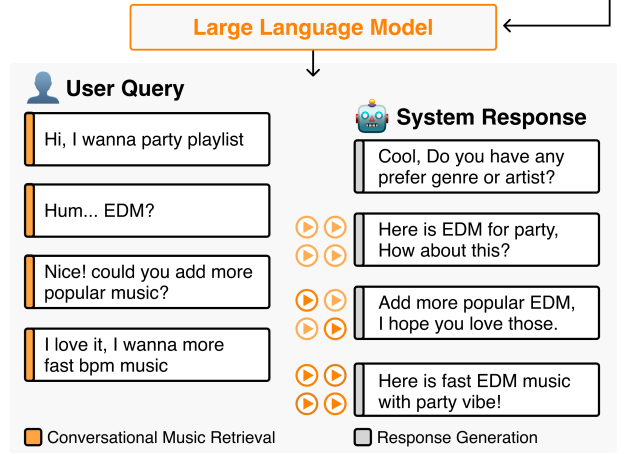 Large Language Model
User Query
Hi, I wanna party playlist
Hum... EDM?
Nice! could you add more
popular music?
I love it, I wanna more
fast bpm music
Conversational Music Retrieval
System Response
Cool, Do you have any
prefer genre or artist?
Here is EDM for party,
How about this?
Add more popular EDM,
I hope you love those.
Here is fast EDM music
with party vibe!
Response Generation